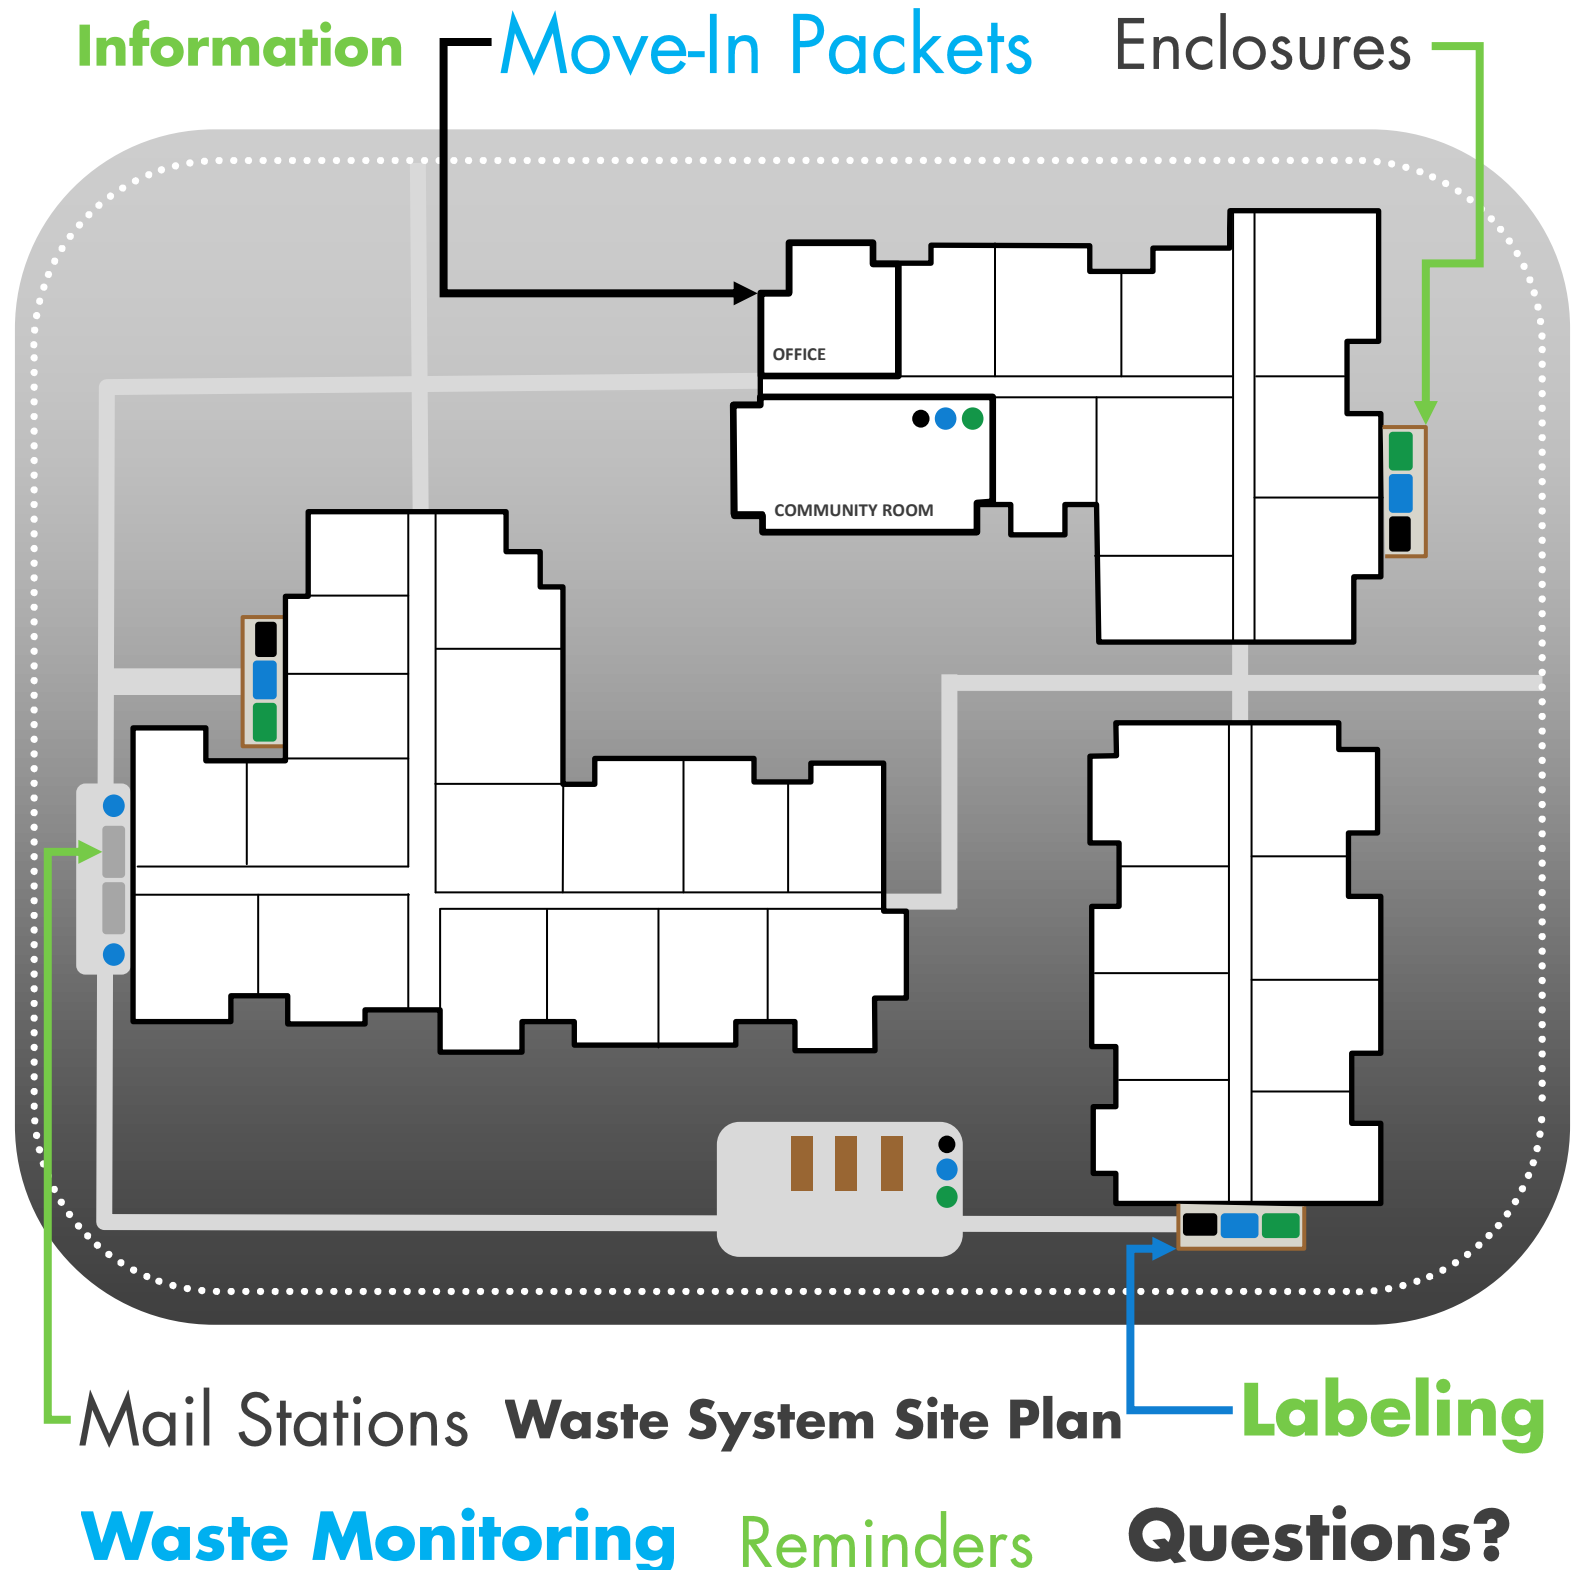 Information
Move-In Packets
Enclosures
OFFICE
COMMUNITY ROOM
Mail Stations
Waste System Site Plan
Labeling
Waste Monitoring
Reminders
Questions?